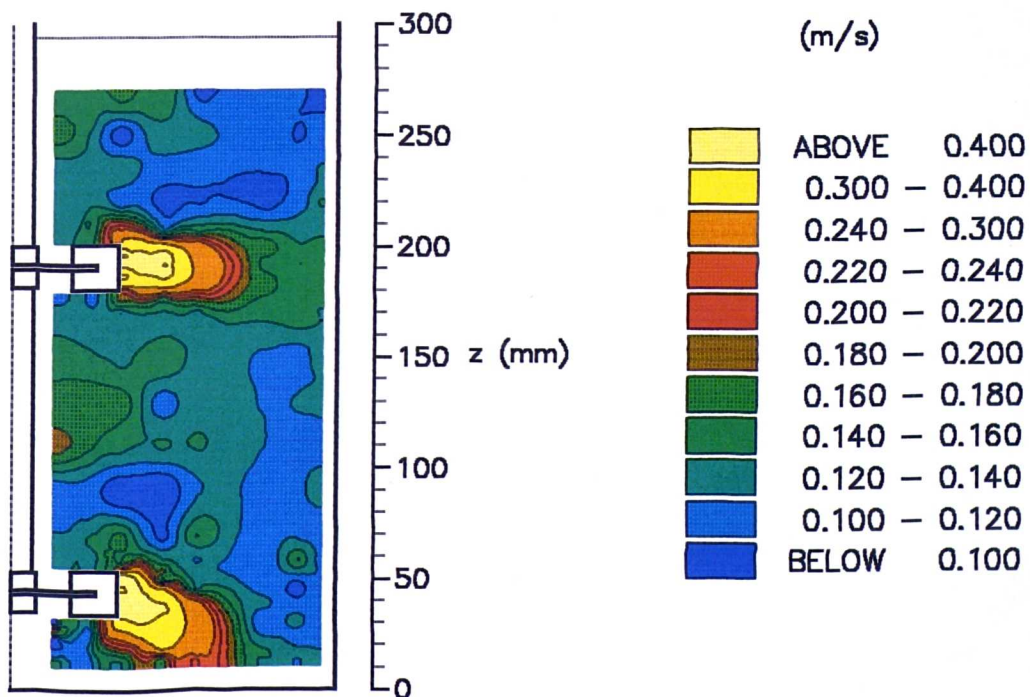 300
250
200
150
100
50
0
z (mm)
(m/s)
ABOVE 0.400
0.300 – 0.400
0.240 – 0.300
0.220 – 0.240
0.200 – 0.220
0.180 – 0.200
0.160 – 0.180
0.140 – 0.160
0.120 – 0.140
0.100 – 0.120
BELOW 0.100